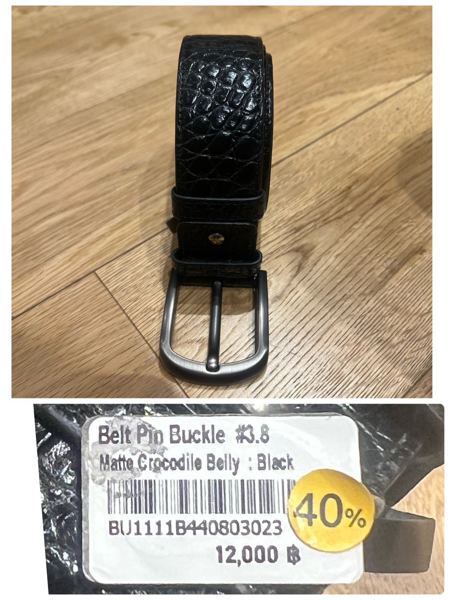 Belt Pin Buckle #3.8
Matte Crocodile Belly : Black
BU1111B440803023
40%
12,000 ฿